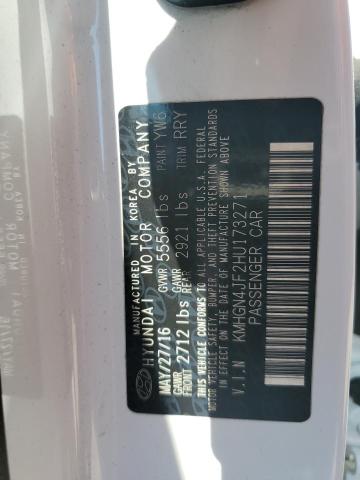 MANUFACTURED IN KOREA BY
HYUNDAI MOTOR COMPANY
MAY/27/16 GVWR 5556 lbs PAINT YW6
GAWR FRONT 2712 lbs GAWR REAR 2921 lbs TRIM RRY
THIS VEHICLE CONFORMS TO ALL APPLICABLE U.S.A. FEDERAL
MOTOR VEHICLE SAFETY, BUMPER, AND THEFT PREVENTION STANDARDS
IN EFFECT ON THE DATE OF MANUFACTURE SHOWN ABOVE.
V.I.N KMHGN4JF2HU173271
PASSENGER CAR